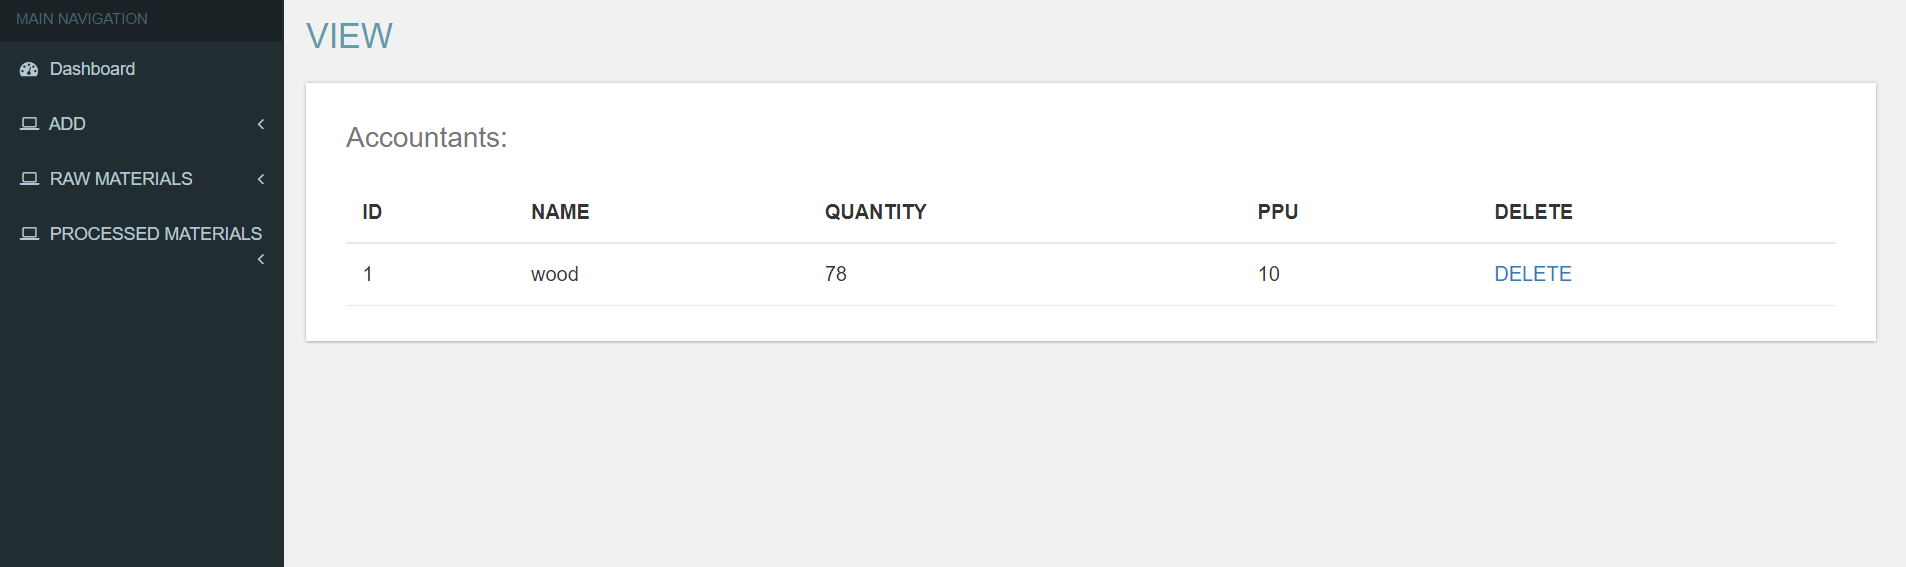 MAIN NAVIGATION
Dashboard
ADD
RAW MATERIALS
PROCESSED MATERIALS
VIEW
Accountants:
ID NAME QUANTITY PPU DELETE
1 wood 78 10 DELETE